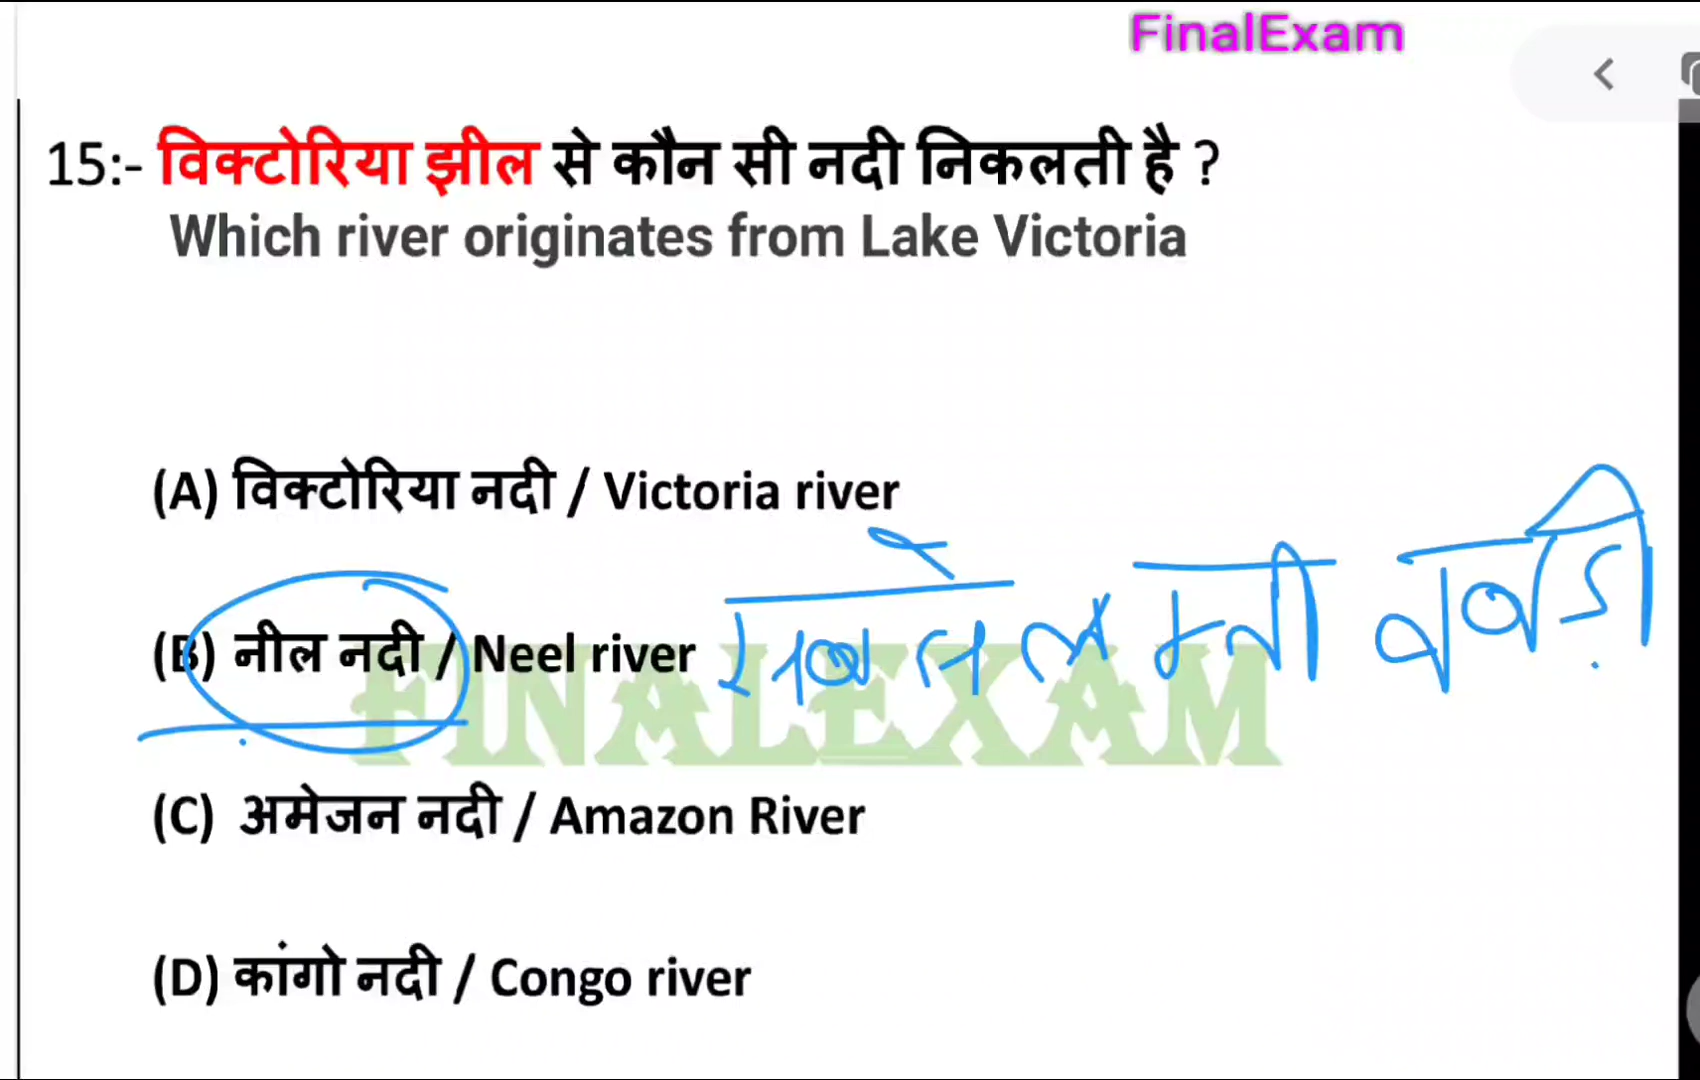 FinalExam
15:- विक्टोरिया झील से कौन सी नदी निकलती है ?
Which river originates from Lake Victoria
(A) विक्टोरिया नदी / Victoria river
(B) नील नदी / Neel river
FINALEXAM
(C) अमेजन नदी / Amazon River
(D) कांगो नदी / Congo river